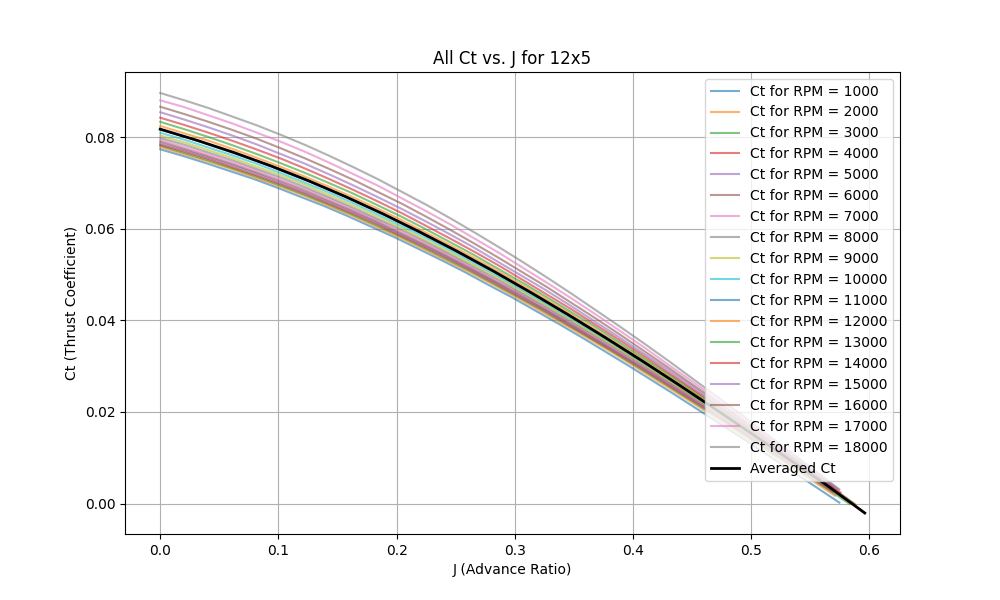 All Ct vs. J for 12x5
Ct (Thrust Coefficient)
0.08
0.06
0.04
0.02
0.00
Ct for RPM = 1000
Ct for RPM = 2000
Ct for RPM = 3000
Ct for RPM = 4000
Ct for RPM = 5000
Ct for RPM = 6000
Ct for RPM = 7000
Ct for RPM = 8000
Ct for RPM = 9000
Ct for RPM = 10000
Ct for RPM = 11000
Ct for RPM = 12000
Ct for RPM = 13000
Ct for RPM = 14000
Ct for RPM = 15000
Ct for RPM = 16000
Ct for RPM = 17000
Ct for RPM = 18000
Averaged Ct
0.0 0.1 0.2 0.3 0.4 0.5 0.6
J (Advance Ratio)